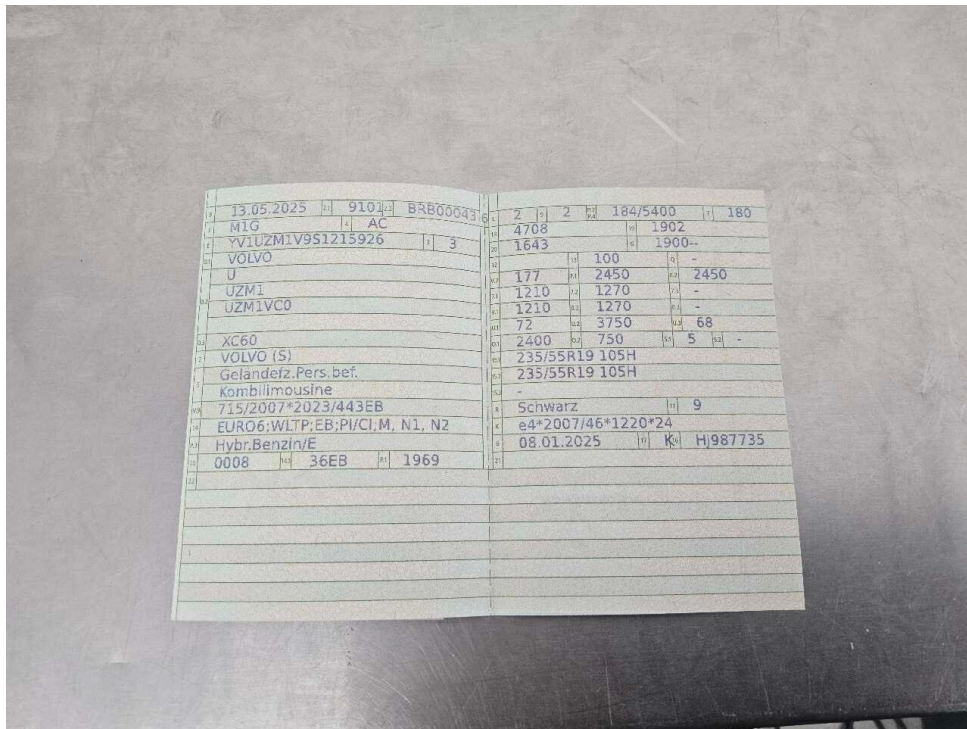 13.05.2025 9101 BRB00043 6
M1G AC
YV1UZM1V9S1215926 3
VOLVO
U
UZM1
UZM1VC0
XC60
VOLVO (S)
Geländefz.Pers.bef.
Kombilimousine
715/2007*2023/443EB
EURO6;WLTP;EB;PI/CI;M, N1, N2
Hybr.Benzin/E
0008 36EB 1969
2 2 184/5400 180
4708 1902
1643 1900--
100 -
177 2450 2450
1210 1270 -
1210 1270 -
72 3750 68
2400 750 5 -
235/55R19 105H
235/55R19 105H
-
Schwarz 9
e4*2007/46*1220*24
08.01.2025 K HJ987735